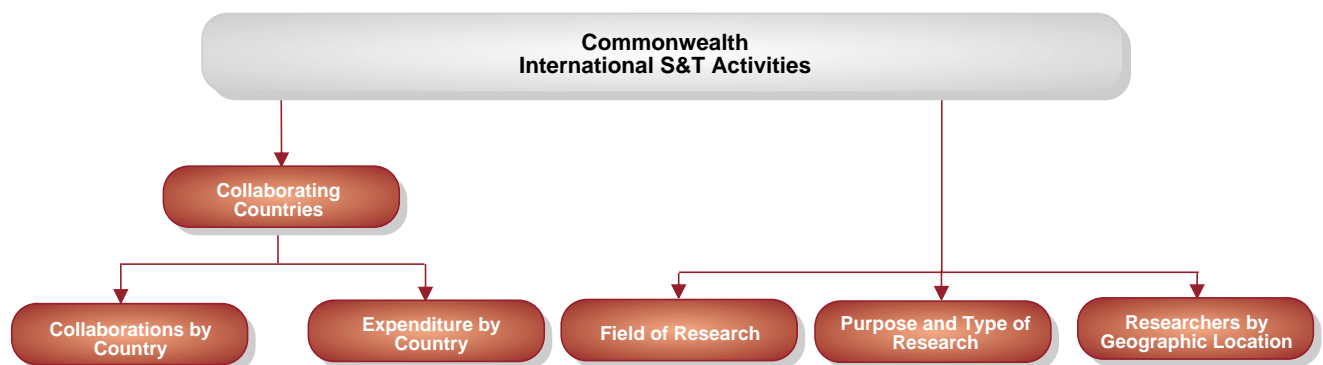 Commonwealth
International S&T Activities
Collaborating
Countries
Collaborations by
Country
Expenditure by
Country
Field of Research
Purpose and Type of
Research
Researchers by
Geographic Location